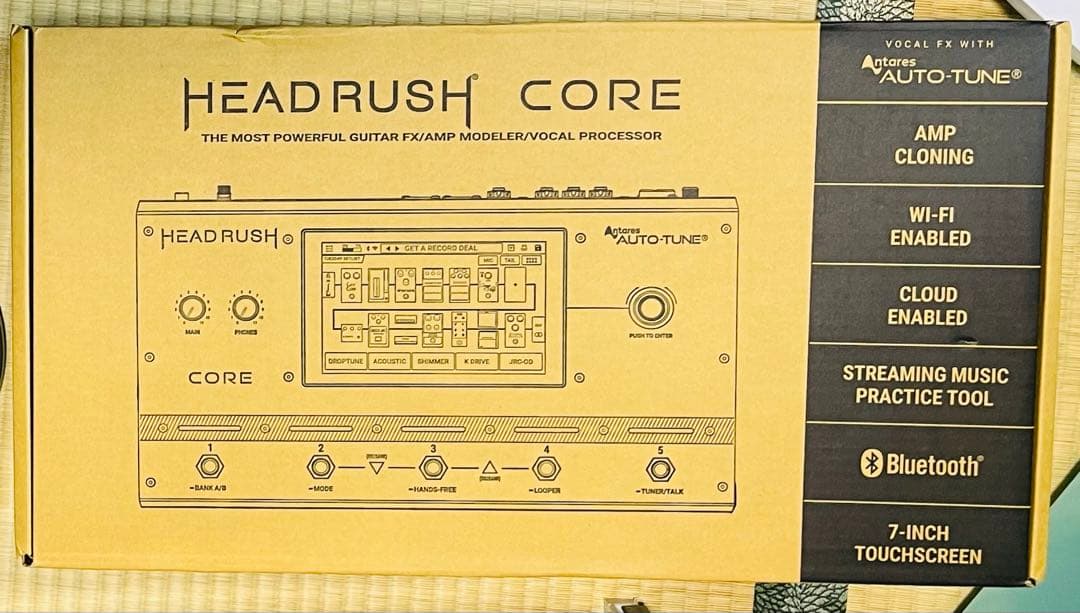 HEADRUSH® CORE
THE MOST POWERFUL GUITAR FX/AMP MODELER/VOCAL PROCESSOR
HEADRUSH
Antares
AUTO-TUNE®
GET A RECORD DEAL
TUESDAY SETLIST
MIC
TAIL
MAIN
PHONES
PUSH TO ENTER
DROPTUNE
ACOUSTIC
SHIMMER
K DRIVE
JRC-OD
CORE
1
2
3
4
5
BANK A/B
MODE
HANDS-FREE
LOOPER
TUNER/TALK
VOCAL FX WITH
Antares
AUTO-TUNE®
AMP
CLONING
WI-FI
ENABLED
CLOUD
ENABLED
STREAMING MUSIC
PRACTICE TOOL
Bluetooth®
7-INCH
TOUCHSCREEN